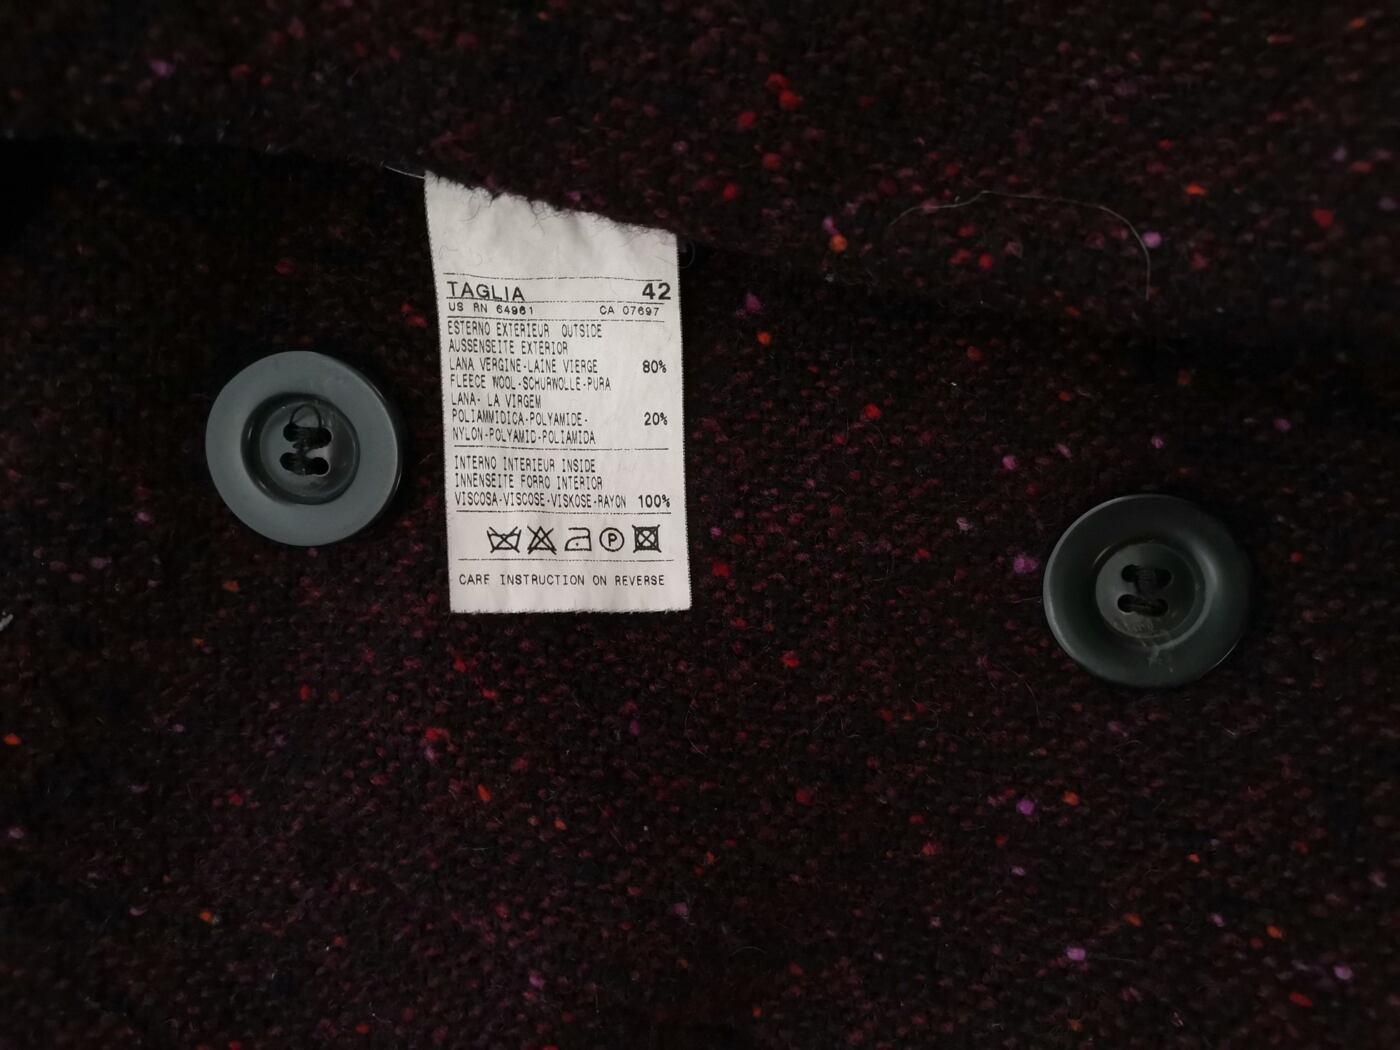 TAGLIA 42
US RN 64961 CA 07697
ESTERNO EXTERIEUR OUTSIDE
AUSSENSEITE EXTERIOR
LANA VERGINE-LAINE VIERGE 80%
FLEECE WOOL-SCHURWOLLE-PURA
LANA- LA VIRGEM
POLIAMMIDICA-POLYAMIDE- 20%
NYLON-POLYAMID-POLIAMIDA
INTERNO INTERIEUR INSIDE
INNENSEITE FORRO INTERIOR
VISCOSA-VISCOSE-VISKOSE-RAYON 100%
P
CARE INSTRUCTION ON REVERSE